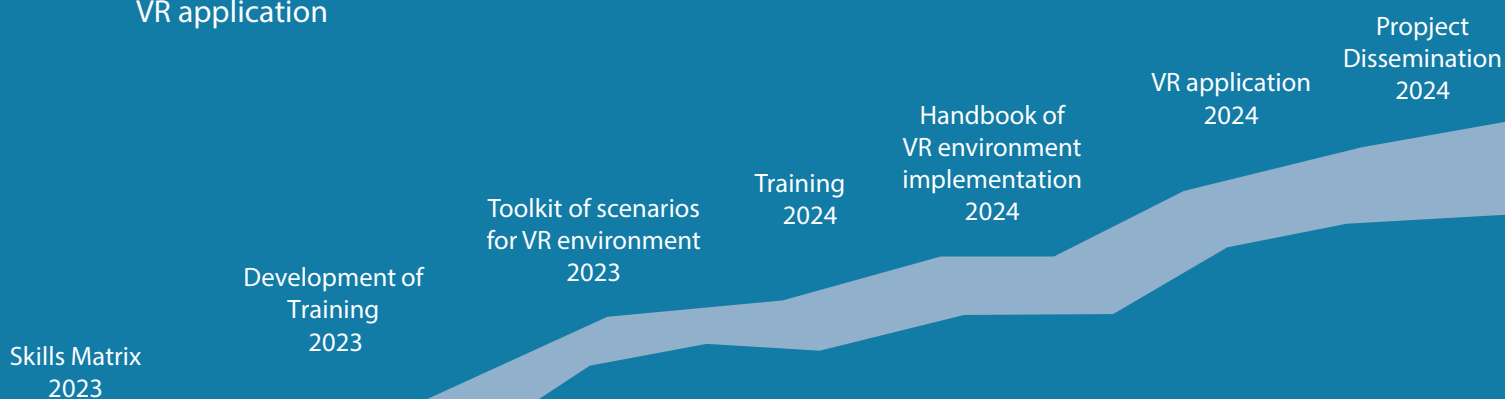 VR application
Skills Matrix
2023
Development of
Training
2023
Toolkit of scenarios
for VR environment
2023
Training
2024
Handbook of
VR environment
implementation
2024
VR application
2024
Propject
Dissemination
2024